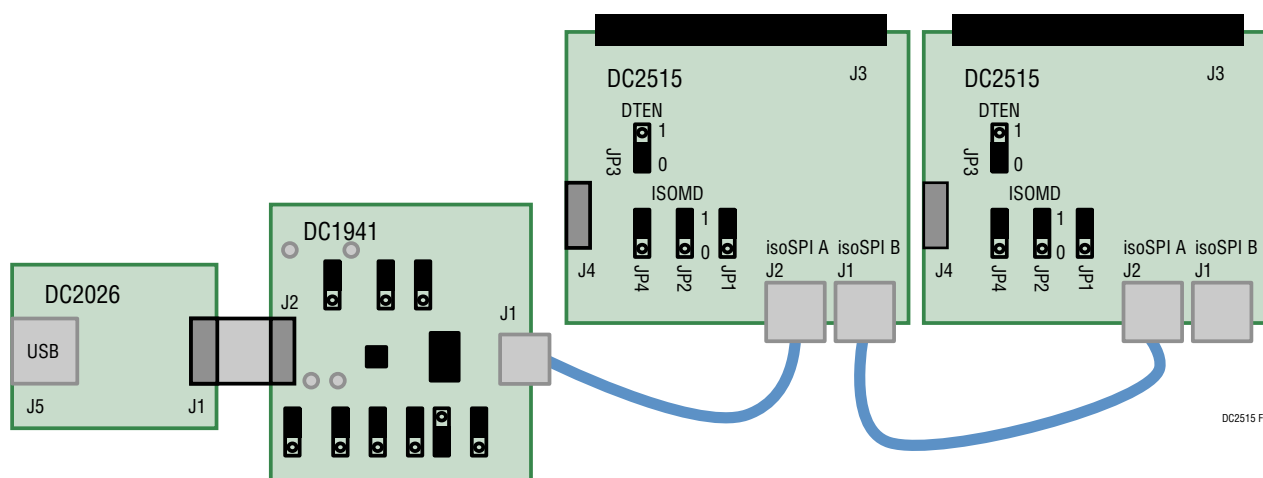 DC2026
USB
J5
J1
DC1941
J2
J1
DC2515
J3
DTEN
1
0
JP3
ISOMD
1
0
JP4
JP2
JP1
J4
isoSPI A
J2
isoSPI B
J1
DC2515
J3
DTEN
1
0
JP3
ISOMD
1
0
JP4
JP2
JP1
J4
isoSPI A
J2
isoSPI B
J1
DC2515 F